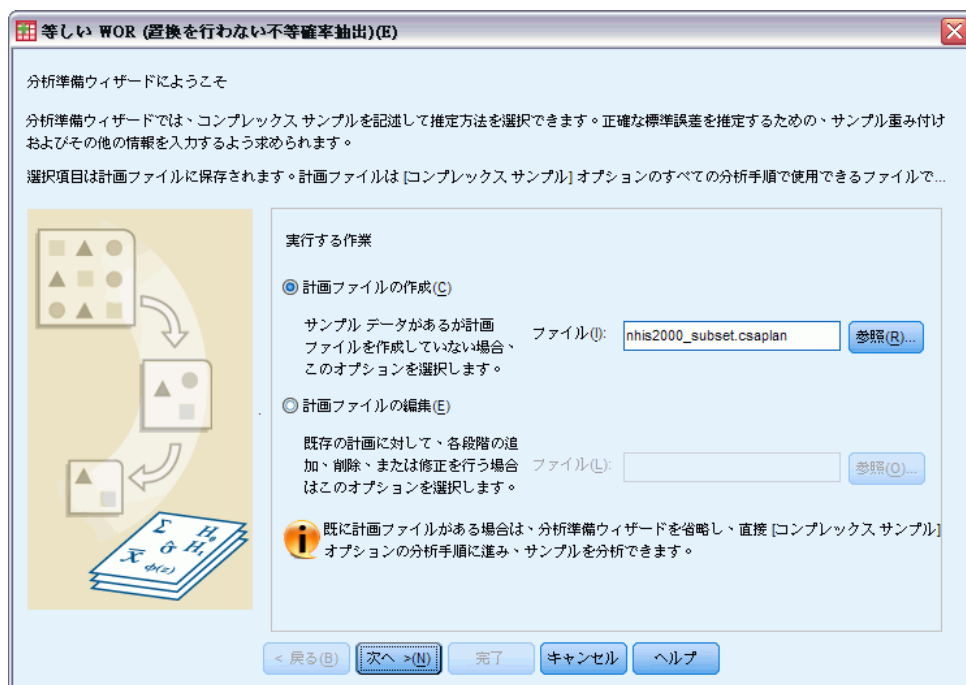 等しい WOR (置換を行わない不等確率抽出)(E)
分析準備ウィザードにようこそ
分析準備ウィザードでは、コンプレックス サンプルを記述して推定方法を選択できます。正確な標準誤差を推定するための、サンプル重み付け
およびその他の情報を入力するよう求められます。
選択項目は計画ファイルに保存されます。計画ファイルは [コンプレックス サンプル] オプションのすべての分析手順で使用できるファイルで...
実行する作業
計画ファイルの作成(C)
サンプル データがあるが計画
ファイルを作成していない場合、
このオプションを選択します。
ファイル(I):
nhis2000_subset.csaplan
参照(R)...
計画ファイルの編集(E)
既存の計画に対して、各段階の追
加、削除、または修正を行う場合
はこのオプションを選択します。
ファイル(L):
参照(O)...
既に計画ファイルがある場合は、分析準備ウィザードを省略し、直接 [コンプレックス サンプル]
オプションの分析手順に進み、サンプルを分析できます。
Σ H₀
x̄ σ̂ H₁
φ(z)
< 戻る(B)
次へ >(N)
完了
キャンセル
ヘルプ